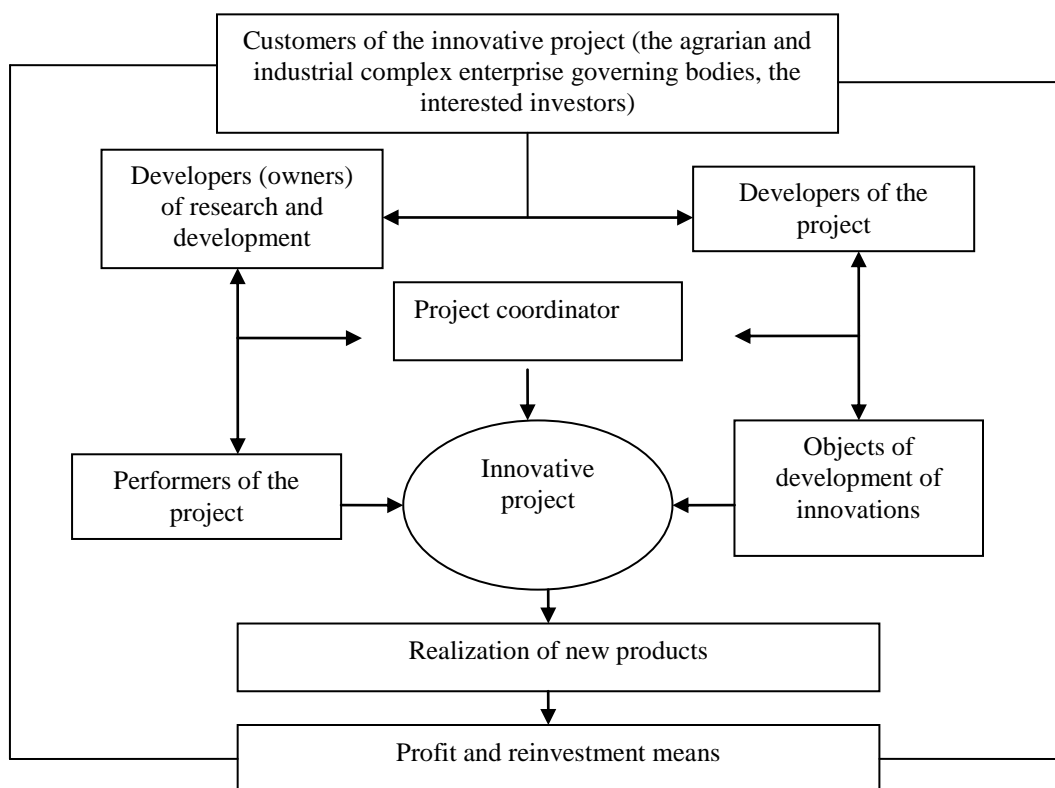 Customers of the innovative project (the agrarian and
industrial complex enterprise governing bodies, the
interested investors)
Developers (owners)
of research and
development
Developers of the
project
Project coordinator
Performers of the
project
Innovative
project
Objects of
development of
innovations
Realization of new products
Profit and reinvestment means